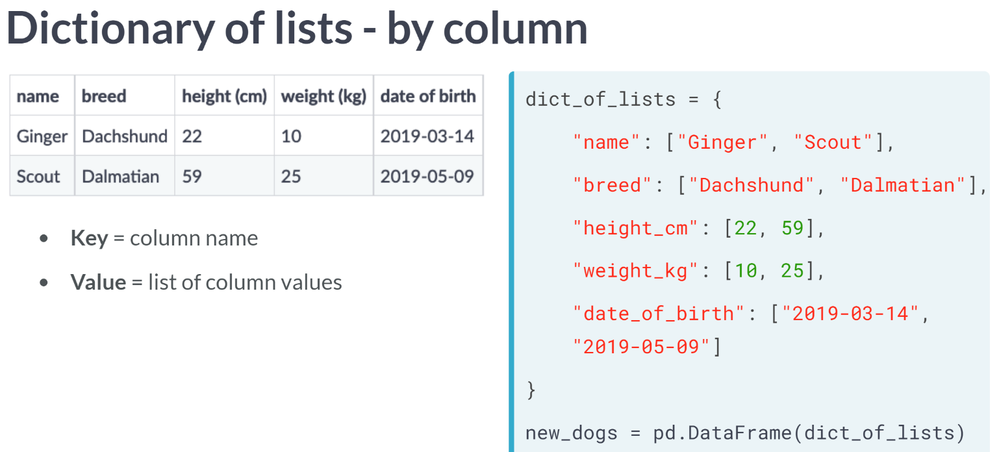 Dictionary of lists - by column
name breed height (cm) weight (kg) date of birth
Ginger Dachshund 22 10 2019-03-14
Scout Dalmatian 59 25 2019-05-09
• Key = column name
• Value = list of column values
dict_of_lists = {
"name": ["Ginger", "Scout"],
"breed": ["Dachshund", "Dalmatian"],
"height_cm": [22, 59],
"weight_kg": [10, 25],
"date_of_birth": ["2019-03-14",
"2019-05-09"]
}
new_dogs = pd.DataFrame(dict_of_lists)